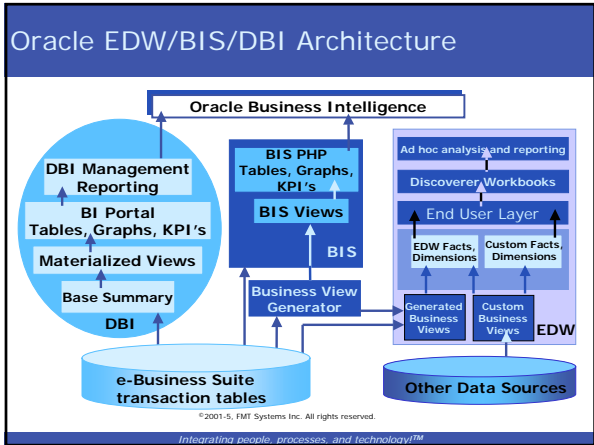 Oracle EDW/BIS/DBI Architecture
Oracle Business Intelligence
DBI Management
Reporting
BI Portal
Tables, Graphs, KPI's
Materialized Views
Base Summary
DBI
BIS PHP
Tables, Graphs,
KPI's
BIS Views
BIS
Business View
Generator
Ad hoc analysis and reporting
Discoverer Workbooks
End User Layer
EDW Facts,
Dimensions
Custom Facts,
Dimensions
Generated
Business
Views
Custom
Business
Views
EDW
e-Business Suite
transaction tables
Other Data Sources
©2001-5, FMT Systems Inc. All rights reserved.
Integrating people, processes, and technology!TM